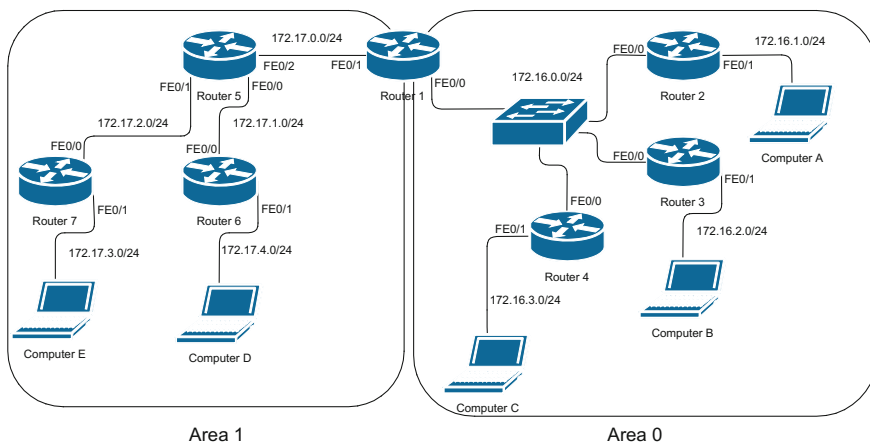 172.17.0.0/24
FE0/2
FE0/1
FE0/1
FE0/0
Router 5
Router 1
FE0/0
172.16.0.0/24
FE0/0
172.16.1.0/24
FE0/1
Router 2
Computer A
172.17.2.0/24
172.17.1.0/24
FE0/0
FE0/0
Router 7
FE0/1
Router 6
FE0/1
172.17.3.0/24
172.17.4.0/24
Computer E
Computer D
FE0/0
FE0/1
Router 3
172.16.2.0/24
FE0/0
FE0/1
Router 4
172.16.3.0/24
Computer B
Computer C
Area 1
Area 0